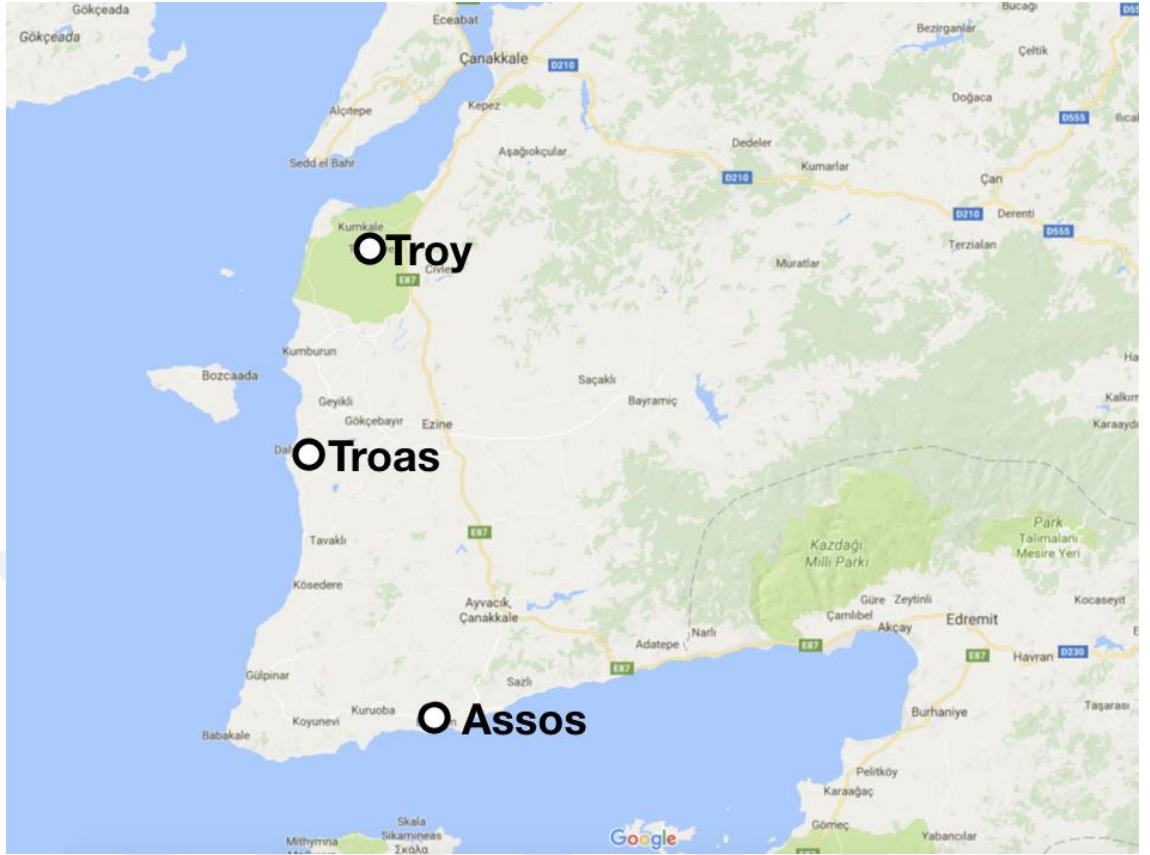 Gökçeada
Gökçeada
Eceabat
Çanakkale
D210
Bucağı
D55
Bezirganlar
Çeltik
Alçıtepe
Kepez
Doğaca
D555
Ilıcal
Aşağıokçular
Dedeler
Sedd el Bahr
D210
Kumarlar
Çan
D210
Derenti
D555
Kumkale
Troy
Terzialan
Muratlar
E87
Kumburun
Bozcaada
Saçaklı
Geyikli
Bayramiç
Gökçebayır
Ezine
Troas
E87
Tavaklı
Kazdağı
Milli Parkı
Park
Talimalanı
Mesire Yeri
Kösedere
Ayvacık,
Çanakkale
Güre
Zeytinli
Kocaseyit
Çamlıbel
Akçay
Edremit
Narlı
Adatepe
E87
E87
E87
Havran
D230
Gülpınar
Sazlı
Kuruoba
Koyunevi
Assos
Burhaniye
Taşarası
Babakale
Pelitköy
Karaağaç
Gömeç
Yabancılar
Skala
Sikamineas
Σκάλα
Mithymna
Google